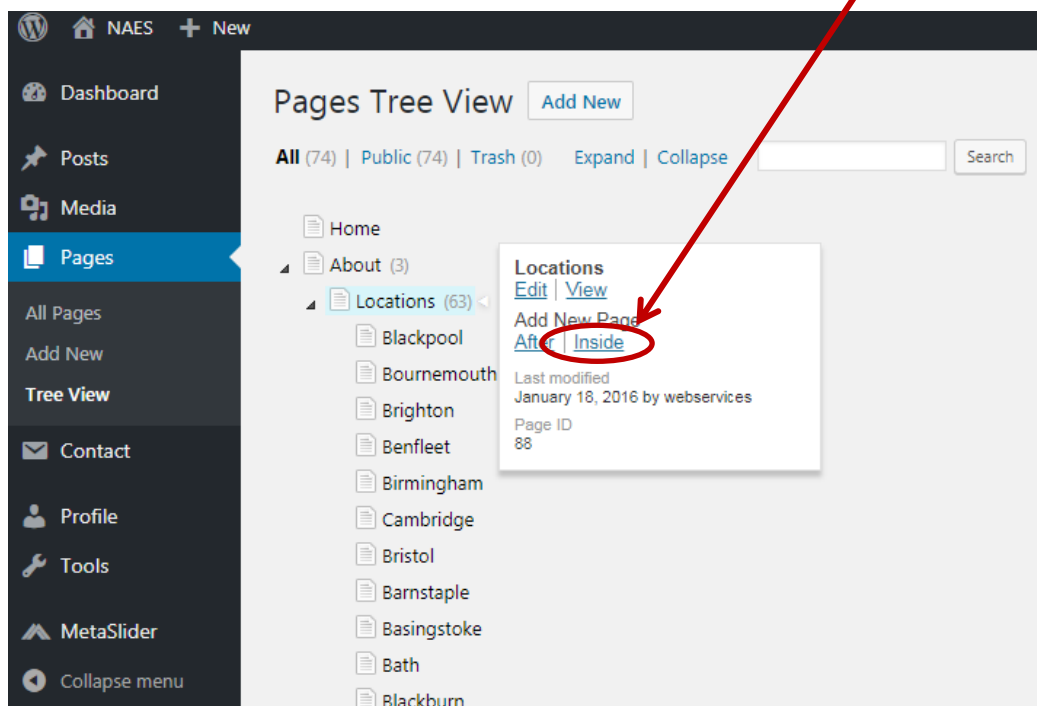 NAES + New
Dashboard
Posts
Media
Pages
All Pages
Add New
Tree View
Contact
Profile
Tools
MetaSlider
Collapse menu
Pages Tree View Add New
All (74) | Public (74) | Trash (0) Expand | Collapse Search
Home
About (3)
Locations (63)
Blackpool
Bournemouth
Brighton
Benfleet
Birmingham
Cambridge
Bristol
Barnstaple
Basingstoke
Bath
Blackburn
Locations
Edit | View
Add New Page
After | Inside
Last modified
January 18, 2016 by webservices
Page ID
88